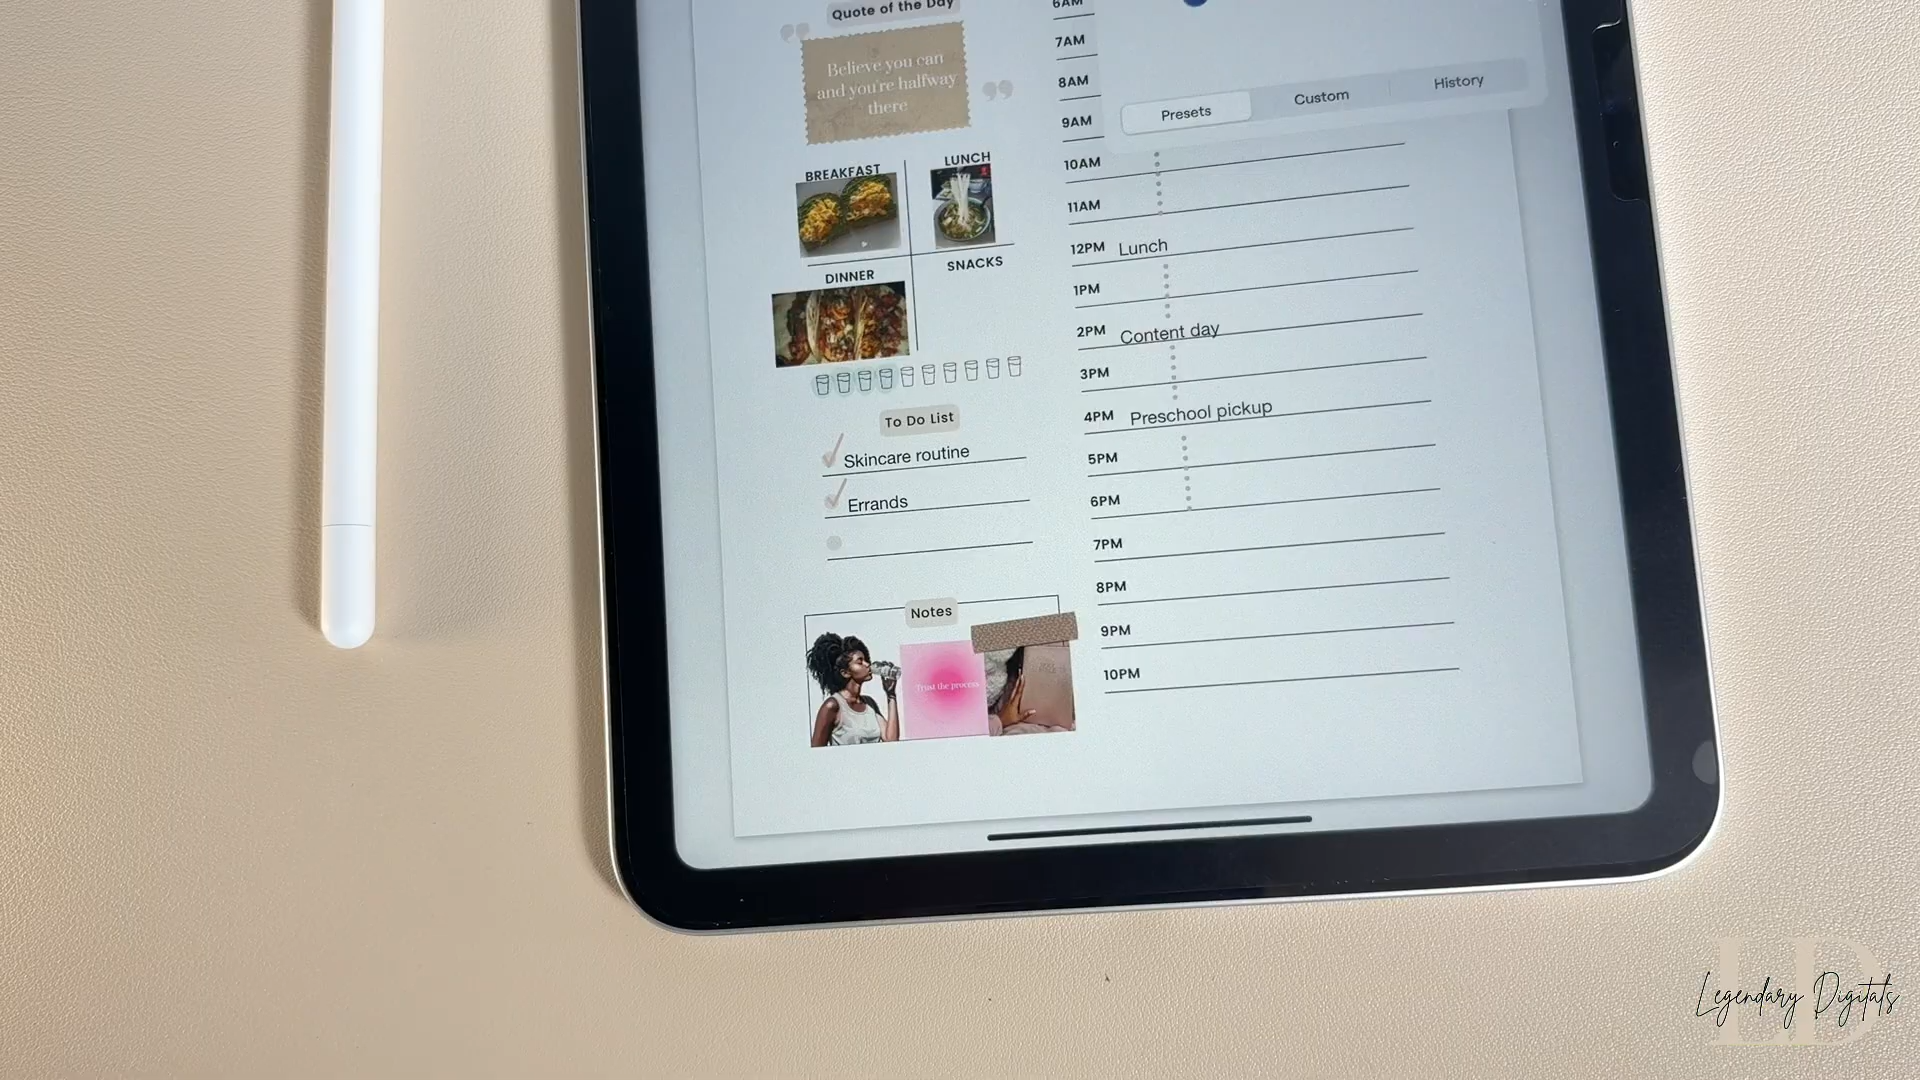 Quote of the Day
Believe you can
and you're halfway
there
BREAKFAST
LUNCH
DINNER
SNACKS
To Do List
Skincare routine
Errands
Notes
Trust the process
6AM
7AM
8AM
9AM
10AM
11AM
12PM Lunch
1PM
2PM Content day
3PM
4PM Preschool pickup
5PM
6PM
7PM
8PM
9PM
10PM
Presets
Custom
History
LD
Legendary Digitals